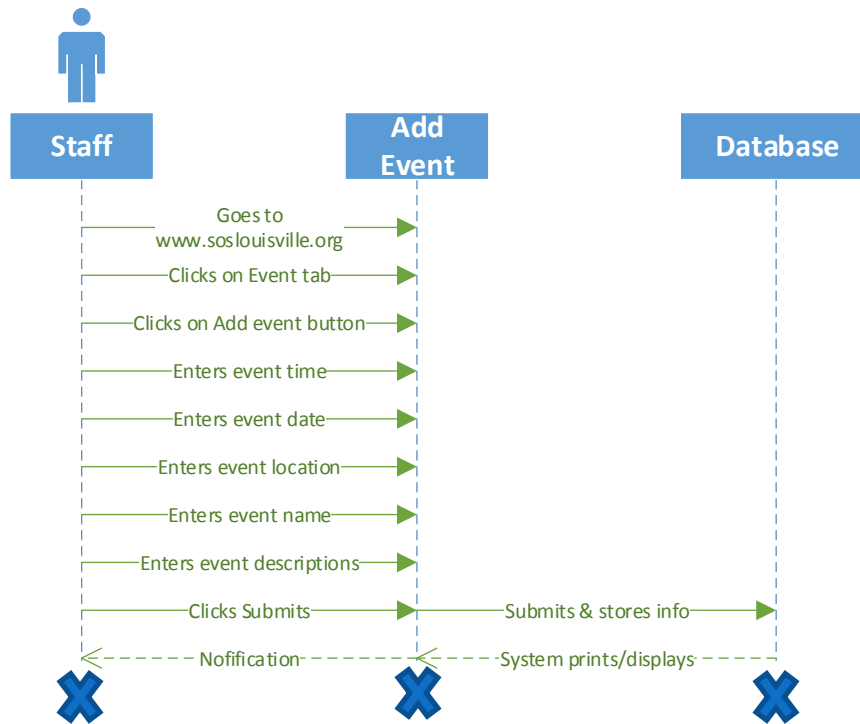 Staff
Add
Event
Database
Goes to
www.soslouisville.org
Clicks on Event tab
Clicks on Add event button
Enters event time
Enters event date
Enters event location
Enters event name
Enters event descriptions
Clicks Submits
Submits & stores info
Nofification
System prints/displays